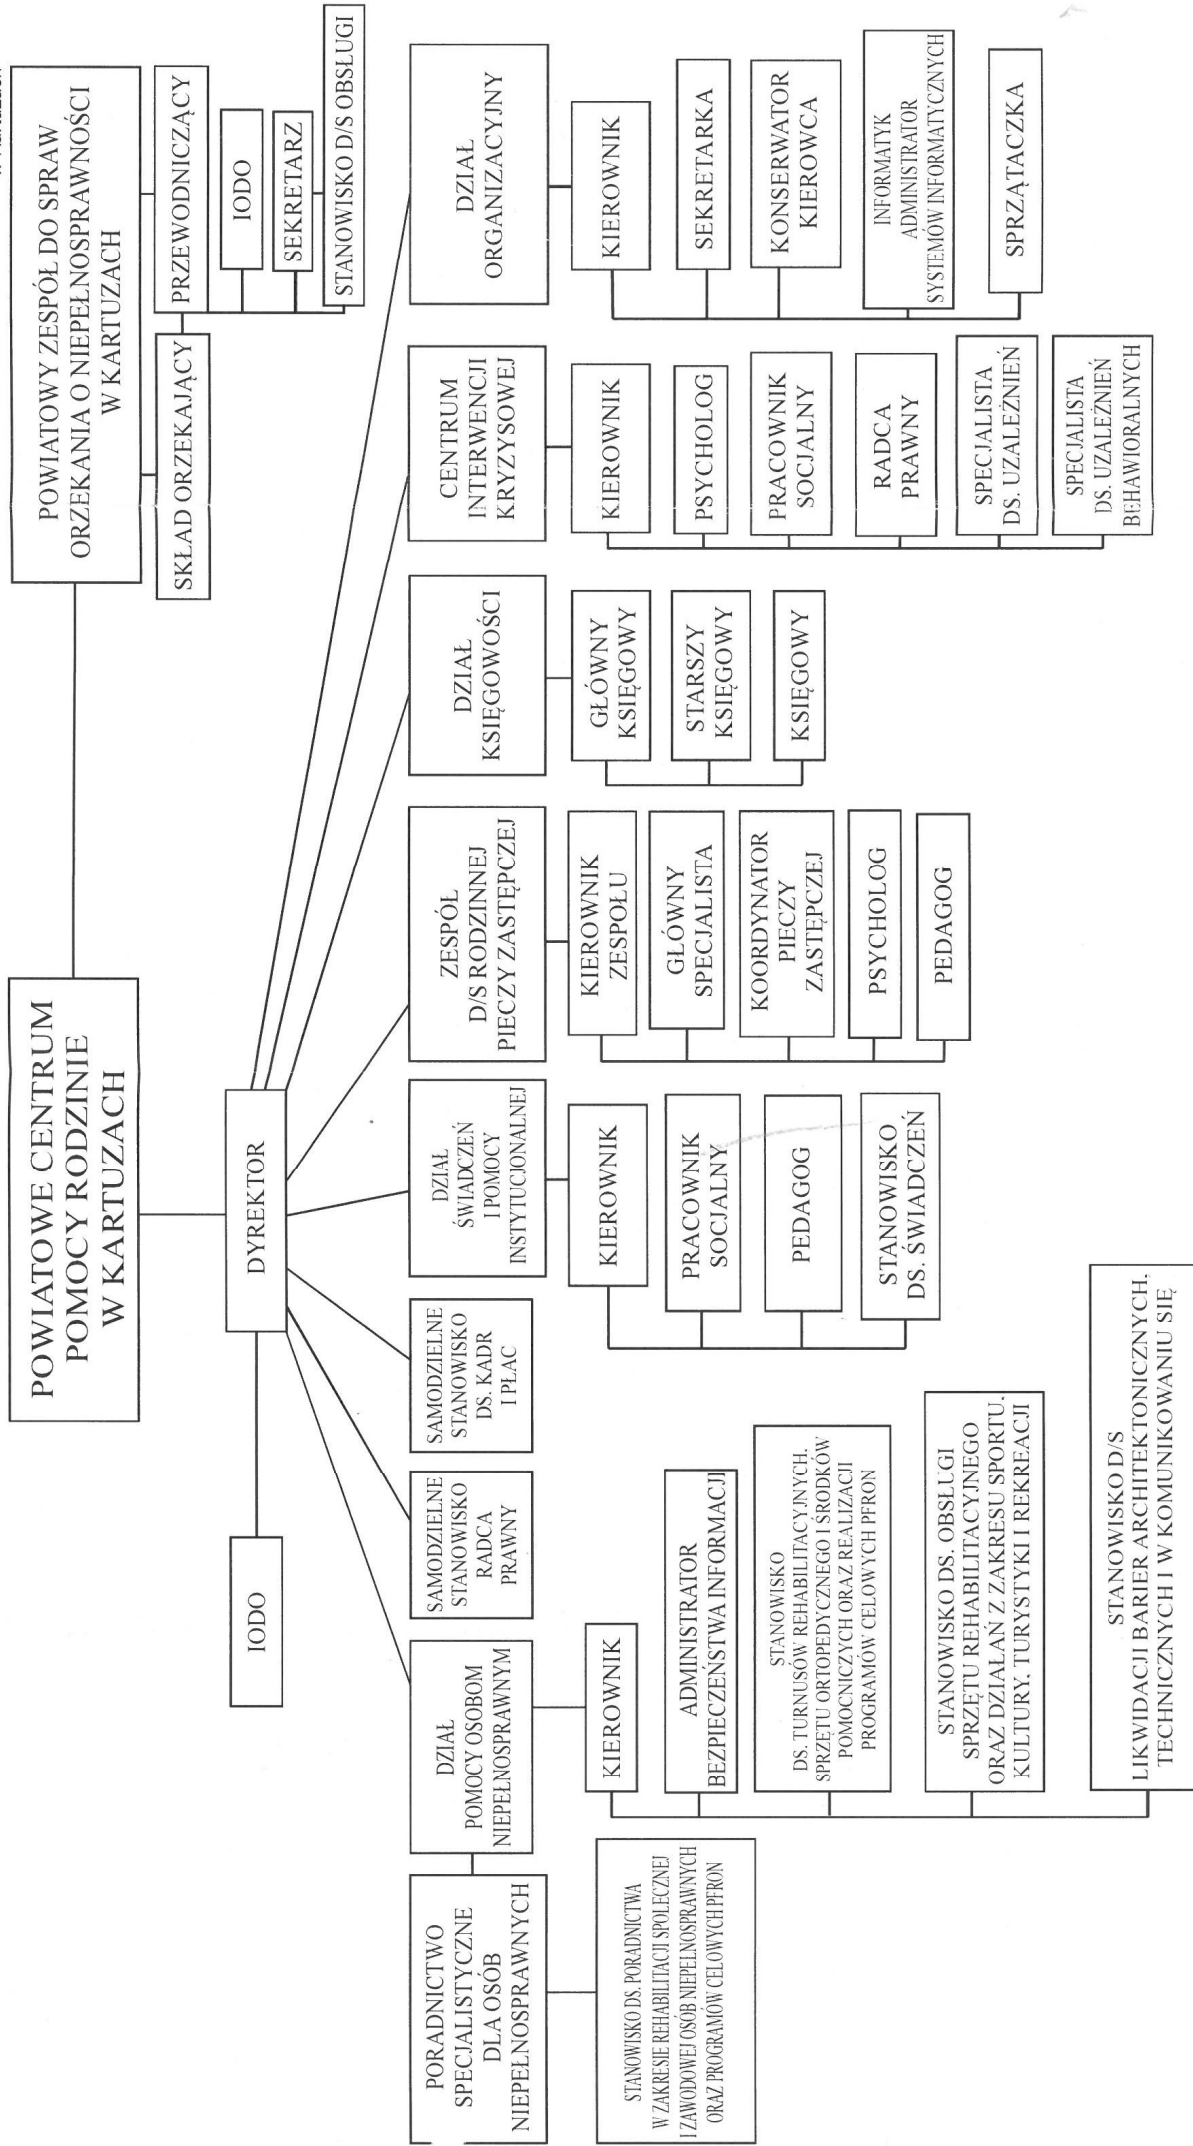 POWIATOWE CENTRUM
POMOCY RODZINIE
W KARTUZACH
POWIATOWY ZESPÓŁ DO SPRAW
ORZEKANIA O NIEPEŁNOSPRAWNOŚCI
W KARTUZACH
SKŁAD ORZEKAJĄCY
PRZEWODNICZĄCY
IODO
SEKRETARZ
STANOWISKO D/S OBSŁUGI
IODO
DYREKTOR
PORADNICTWO
SPECJALISTYCZNE
DLA OSÓB
NIEPEŁNOSPRAWNYCH
STANOWISKO DS. PORADNICTWA
W ZAKRESIE REHABILITACJI SPOŁECZNEJ
I ZAWODOWEJ OSÓB NIEPEŁNOSPRAWNYCH
ORAZ PROGRAMÓW CELOWYCH PFRON
DZIAŁ
POMOCY OSOBOM
NIEPEŁNOSPRAWNYM
KIEROWNIK
ADMINISTRATOR
BEZPIECZEŃSTWA INFORMACJI
STANOWISKO
DS. TURNUSÓW REHABILITACYJNYCH.
SPRZĘTU ORTOPEDYCZNEGO I ŚRODKÓW
POMOCNICZYCH ORAZ REALIZACJI
PROGRAMÓW CELOWYCH PFRON
STANOWISKO DS. OBSŁUGI
SPRZĘTU REHABILITACYJNEGO
ORAZ DZIAŁAŃ Z ZAKRESU SPORTU.
KULTURY. TURYSTYKI I REKREACJI
STANOWISKO D/S
LIKWIDACJI BARIER ARCHITEKTONICZNYCH.
TECHNICZNYCH I W KOMUNIKOWANIU SIĘ
SAMODZIELNE
STANOWISKO
RADCA
PRAWNY
SAMODZIELNE
STANOWISKO
DS. KADR
I PŁAC
DZIAŁ
ŚWIADCZEŃ
I POMOCY
INSTYTUCJONALNEJ
KIEROWNIK
PRACOWNIK
SOCJALNY
PEDAGOG
STANOWISKO
DS. ŚWIADCZEŃ
ZESPÓŁ
D/S RODZINNEJ
PIECZY ZASTĘPCZEJ
KIEROWNIK
ZESPOŁU
GŁÓWNY
SPECJALISTA
KOORDYNATOR
PIECZY
ZASTĘPCZEJ
PSYCHOLOG
PEDAGOG
DZIAŁ
KSIĘGOWOŚCI
GŁÓWNY
KSIĘGOWY
STARSZY
KSIĘGOWY
KSIĘGOWY
CENTRUM
INTERWENCJI
KRYZYSOWEJ
KIEROWNIK
PSYCHOLOG
PRACOWNIK
SOCJALNY
RADCA
PRAWNY
SPECJALISTA
DS. UZALEŻNIEŃ
SPECJALISTA
DS. UZALEŻNIEŃ
BEHAWIORALNYCH
DZIAŁ
ORGANIZACYJNY
KIEROWNIK
SEKRETARKA
KONSERWATOR
KIEROWCA
INFORMATYK
ADMINISTRATOR
SYSTEMÓW INFORMATYCZNYCH
SPRZĄTACZKA